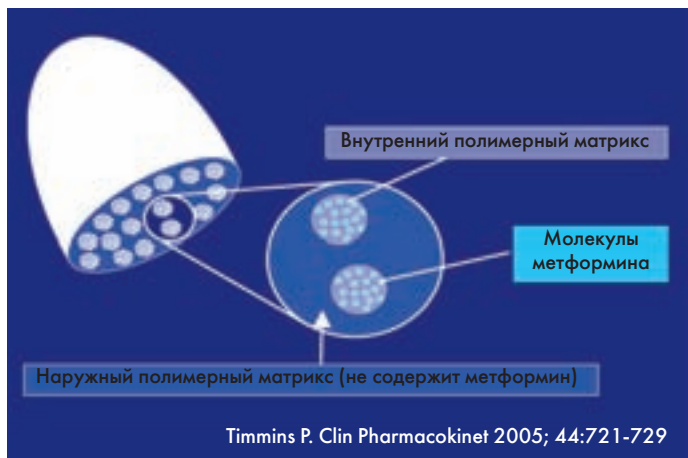 Внутренний полимерный матрикс
Молекулы
метформина
Наружный полимерный матрикс (не содержит метформин)
Timmins P. Clin Pharmacokinet 2005; 44:721-729